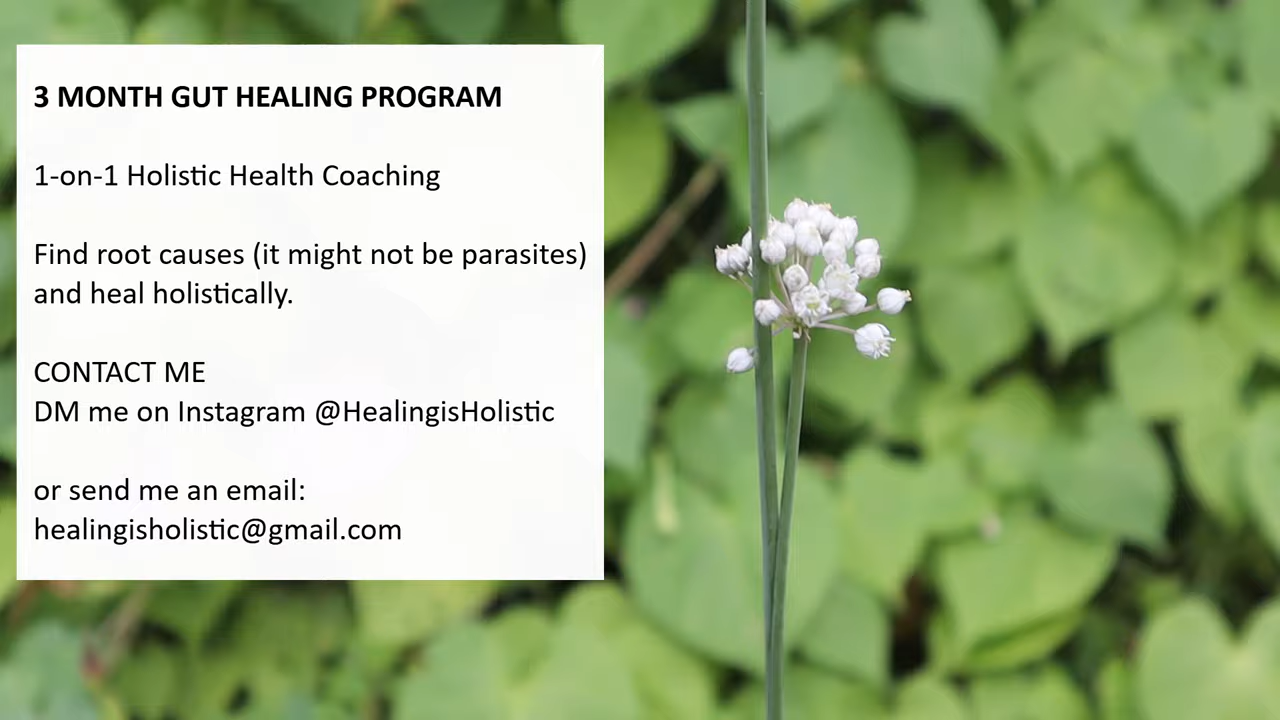 3 MONTH GUT HEALING PROGRAM
1-on-1 Holistic Health Coaching
Find root causes (it might not be parasites)
and heal holistically.
CONTACT ME
DM me on Instagram @HealingisHolistic
or send me an email:
healingisholistic@gmail.com